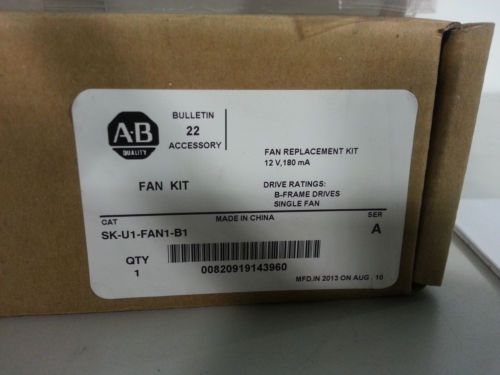 A-B
QUALITY
BULLETIN
22
ACCESSORY
FAN REPLACEMENT KIT
12 V,180 mA
FAN KIT
DRIVE RATINGS:
B-FRAME DRIVES
SINGLE FAN
CAT
MADE IN CHINA
SER
SK-U1-FAN1-B1
A
QTY
1
00820919143960
MFD.IN 2013 ON AUG . 10